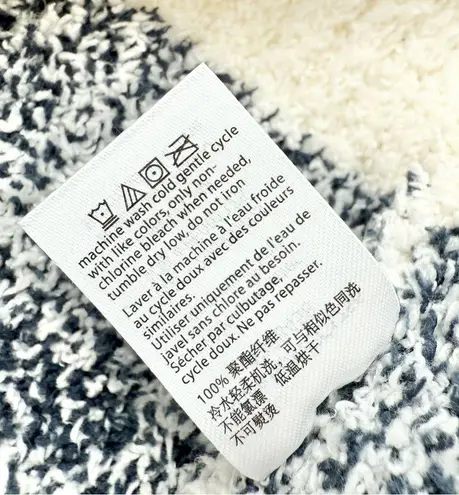 machine wash cold gentle cycle
with like colors, only non-
chlorine bleach when needed,
tumble dry low, do not iron
Laver à la machine à l'eau froide
au cycle doux avec des couleurs
similaires.
Utiliser uniquement de l'eau de
javel sans chlore au besoin.
Sécher par culbutage,
cycle doux. Ne pas repasser.
100% 聚酯纤维
冷水轻柔机洗, 可与相似色同洗
不能氯漂 低温烘干
不可熨烫